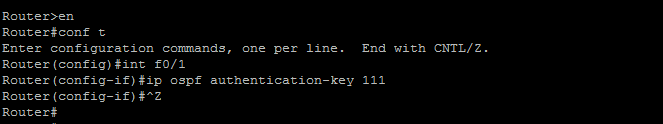 Router>en
Router#conf t
Enter configuration commands, one per line.  End with CNTL/Z.
Router(config)#int f0/1
Router(config-if)#ip ospf authentication-key 111
Router(config-if)#^Z
Router#